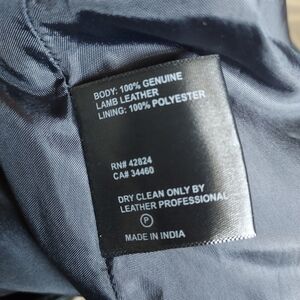 BODY: 100% GENUINE
LAMB LEATHER
LINING: 100% POLYESTER
RN# 42824
CA# 34460
DRY CLEAN ONLY BY
LEATHER PROFESSIONAL
P
MADE IN INDIA